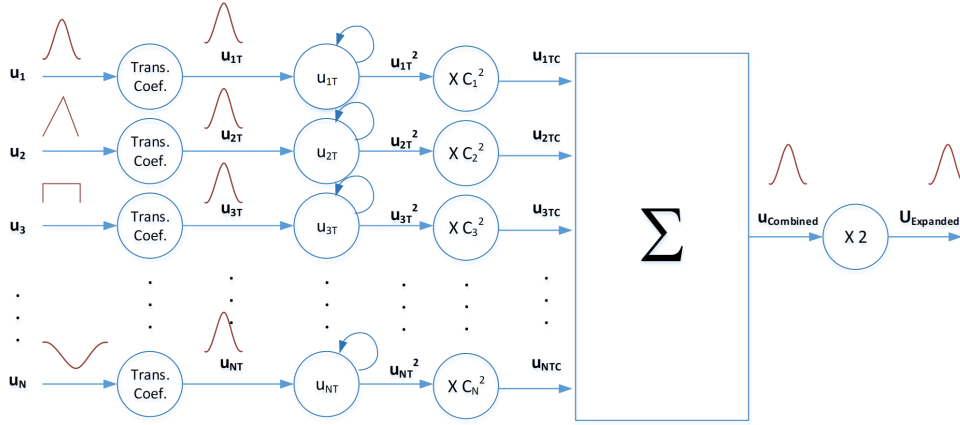 u1 Trans. Coef. u1T u1T u1T² X C1² u1TC
u2 Trans. Coef. u2T u2T u2T² X C2² u2TC
u3 Trans. Coef. u3T u3T u3T² X C3² u3TC
uN Trans. Coef. uNT uNT uNT² X CN² uNTC
Σ
uCombined X 2 UExpanded